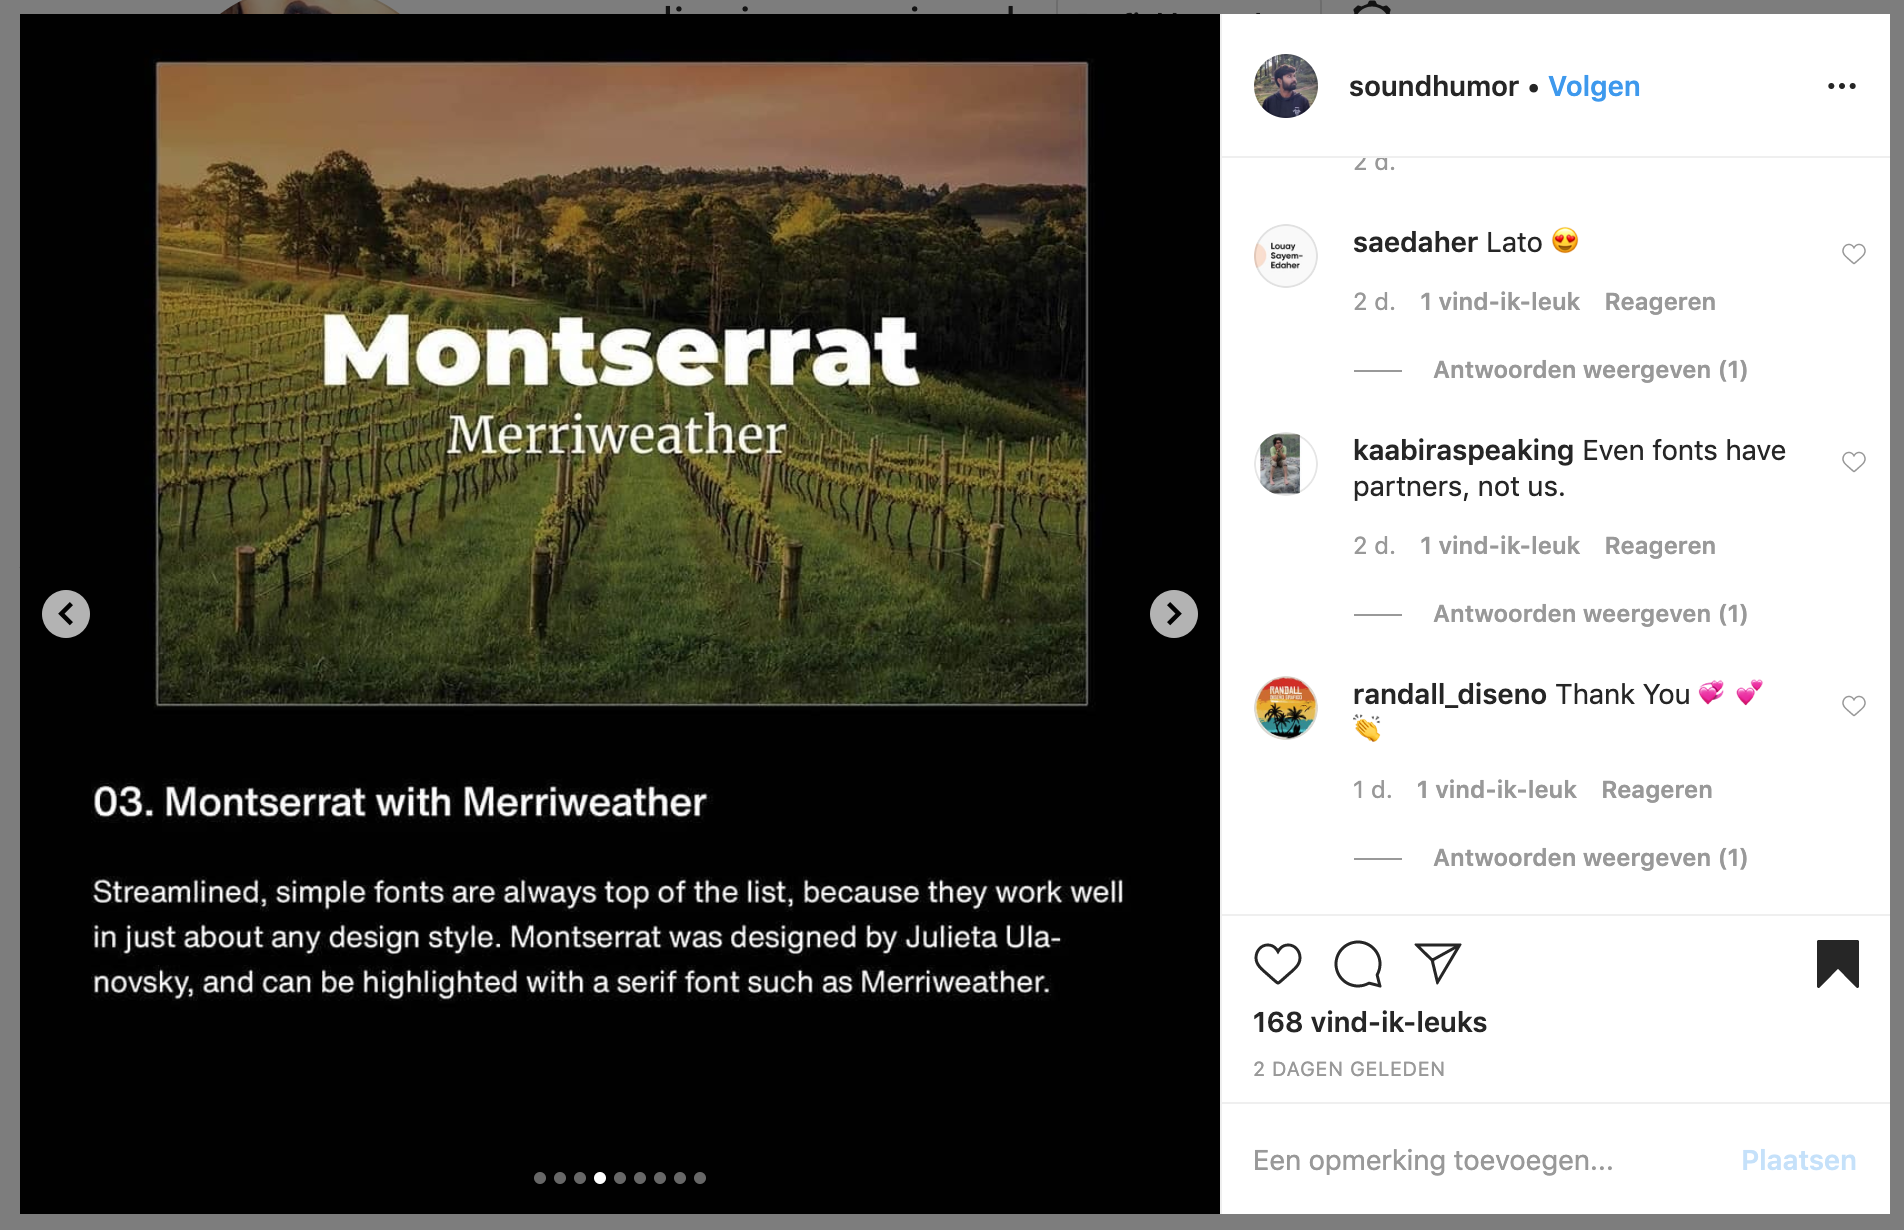 Montserrat
Merriweather
03. Montserrat with Merriweather
Streamlined, simple fonts are always top of the list, because they work well
in just about any design style. Montserrat was designed by Julieta Ula-
novsky, and can be highlighted with a serif font such as Merriweather.
soundhumor • Volgen
2 d.
Louay
Sayem-
Edaher
saedaher Lato 😍
2 d. 1 vind-ik-leuk Reageren
Antwoorden weergeven (1)
kaabiraspeaking Even fonts have
partners, not us.
2 d. 1 vind-ik-leuk Reageren
Antwoorden weergeven (1)
RANDALL
randall_diseno Thank You 💞 💕
👏
1 d. 1 vind-ik-leuk Reageren
Antwoorden weergeven (1)
168 vind-ik-leuks
2 DAGEN GELEDEN
Een opmerking toevoegen...
Plaatsen